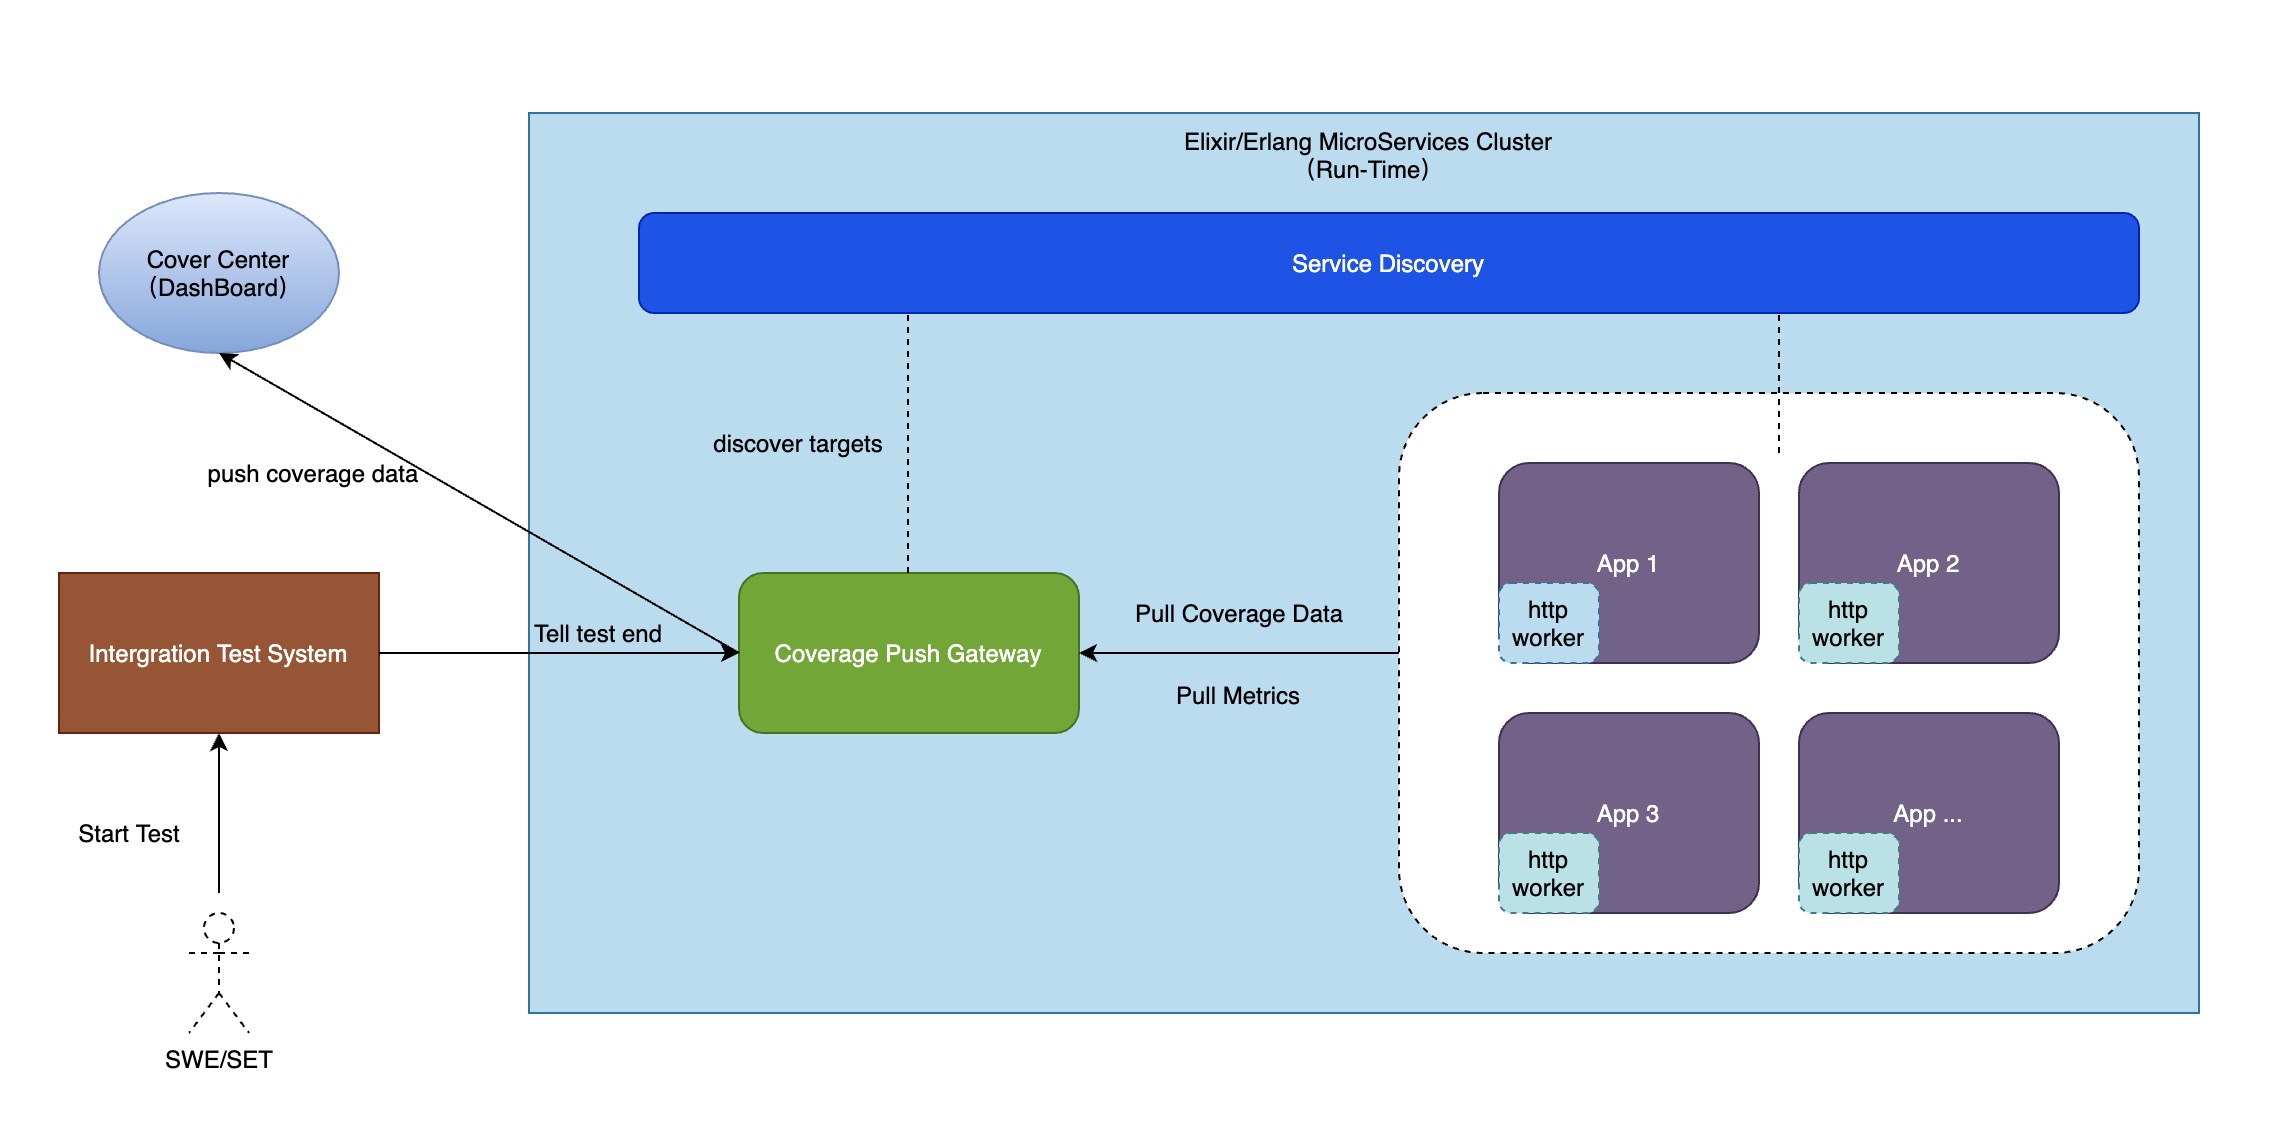 Elixir/Erlang MicroServices Cluster
（Run-Time）
Service Discovery
Cover Center
（DashBoard）
discover targets
push coverage data
Tell test end
Intergration Test System
Coverage Push Gateway
Pull Coverage Data
Pull Metrics
App 1
http
worker
App 2
http
worker
App 3
http
worker
App ...
http
worker
Start Test
SWE/SET